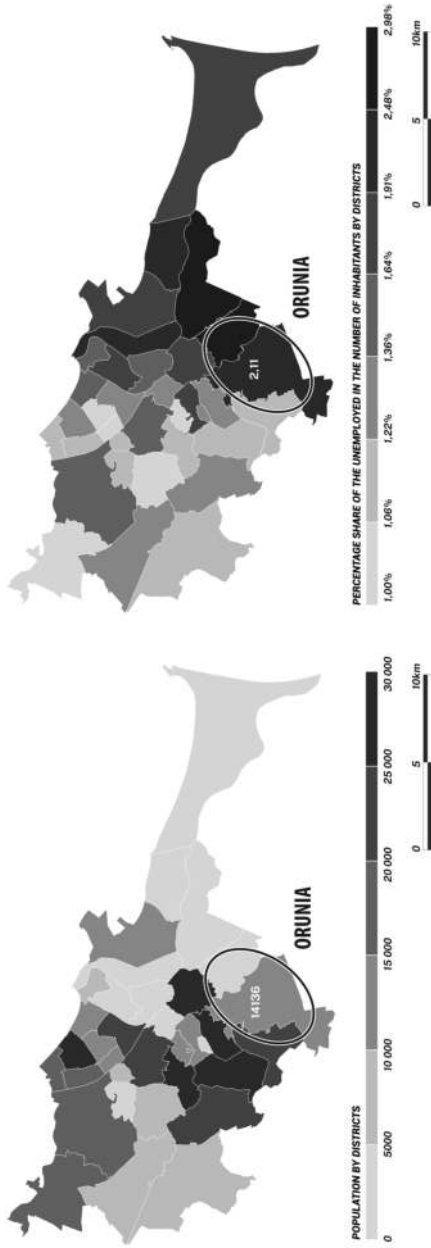 14136
ORUNIA
POPULATION BY DISTRICTS
0 5000 10 000 15 000 20 000 25 000 30 000
0 5 10km
2,11
ORUNIA
PERCENTAGE SHARE OF THE UNEMPLOYED IN THE NUMBER OF INHABITANTS BY DISTRICTS
1,00% 1,06% 1,22% 1,36% 1,64% 1,91% 2,48% 2,98%
0 5 10km